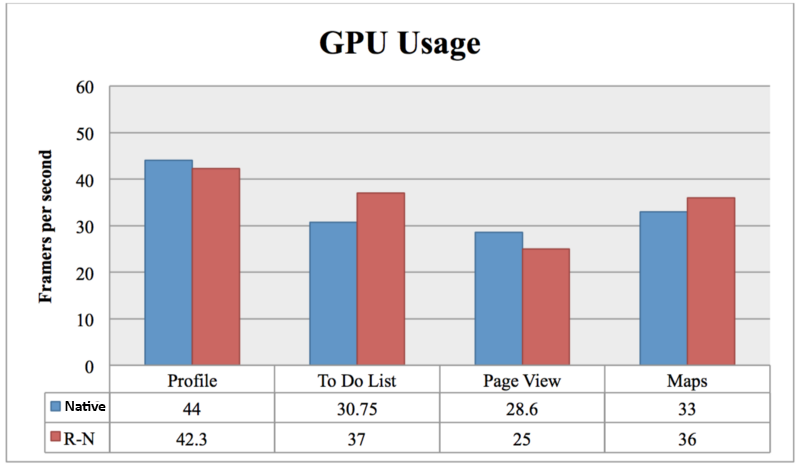 GPU Usage
Framers per second
60
50
40
30
20
10
0
Profile To Do List Page View Maps
Native 44 30.75 28.6 33
R-N 42.3 37 25 36